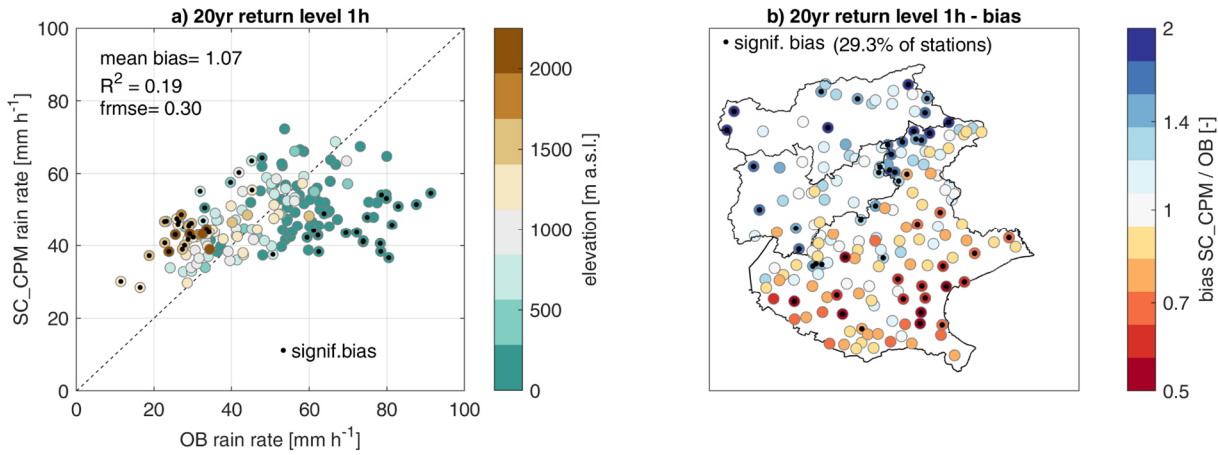 a) 20yr return level 1h
mean bias= 1.07
R² = 0.19
frmse= 0.30
signif.bias
SC_CPM rain rate [mm h⁻¹]
100
80
60
40
20
0
0 20 40 60 80 100
OB rain rate [mm h⁻¹]
2000
1500
1000
500
0
elevation [m a.s.l.]
b) 20yr return level 1h - bias
signif. bias (29.3% of stations)
2
1.4
1
0.7
0.5
bias SC_CPM / OB [-]